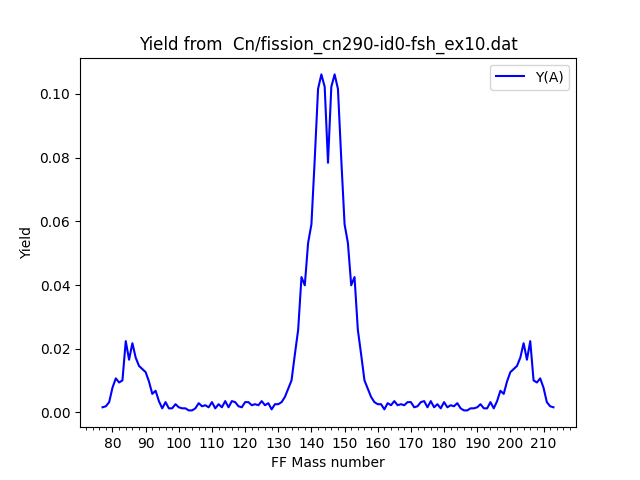 Yield from  Cn/fission_cn290-id0-fsh_ex10.dat
Y(A)
Yield
0.10
0.08
0.06
0.04
0.02
0.00
80 90 100 110 120 130 140 150 160 170 180 190 200 210
FF Mass number